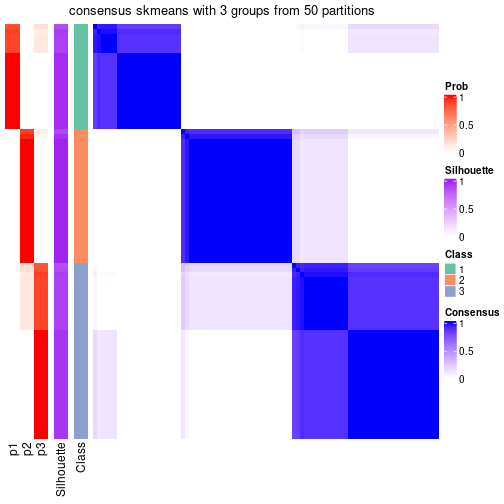 consensus skmeans with 3 groups from 50 partitions
Prob
1
0.5
0
Silhouette
1
0.5
0
Class
1
2
3
Consensus
1
0.5
0
p1
p2
p3
Silhouette
Class